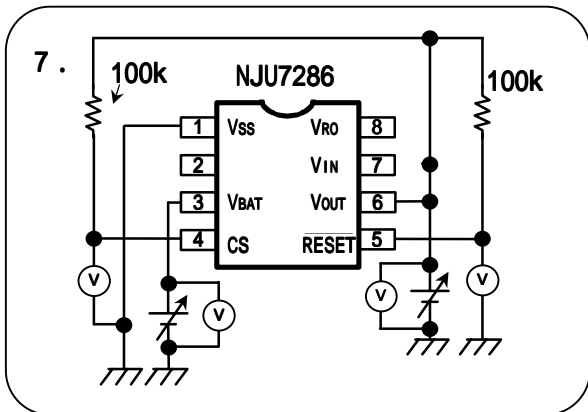 7 .
100k
NJU7286
100k
1 VSS VRO 8
2 VIN 7
3 VBAT VOUT 6
4 CS RESET 5
V
V
V
V